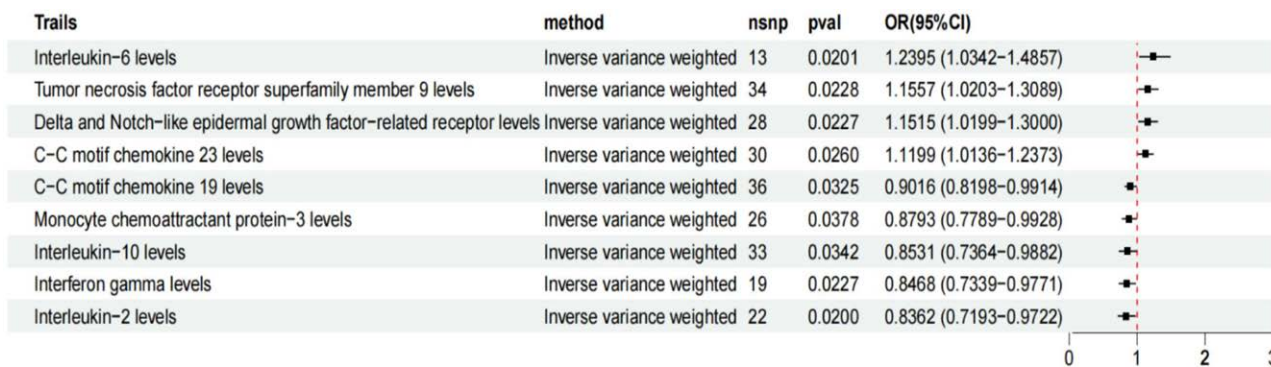 Trails method nsnp pval OR(95%CI)
Interleukin−6 levels Inverse variance weighted 13 0.0201 1.2395 (1.0342−1.4857)
Tumor necrosis factor receptor superfamily member 9 levels Inverse variance weighted 34 0.0228 1.1557 (1.0203−1.3089)
Delta and Notch−like epidermal growth factor−related receptor levels Inverse variance weighted 28 0.0227 1.1515 (1.0199−1.3000)
C−C motif chemokine 23 levels Inverse variance weighted 30 0.0260 1.1199 (1.0136−1.2373)
C−C motif chemokine 19 levels Inverse variance weighted 36 0.0325 0.9016 (0.8198−0.9914)
Monocyte chemoattractant protein−3 levels Inverse variance weighted 26 0.0378 0.8793 (0.7789−0.9928)
Interleukin−10 levels Inverse variance weighted 33 0.0342 0.8531 (0.7364−0.9882)
Interferon gamma levels Inverse variance weighted 19 0.0227 0.8468 (0.7339−0.9771)
Interleukin−2 levels Inverse variance weighted 22 0.0200 0.8362 (0.7193−0.9722)
0 1 2 3